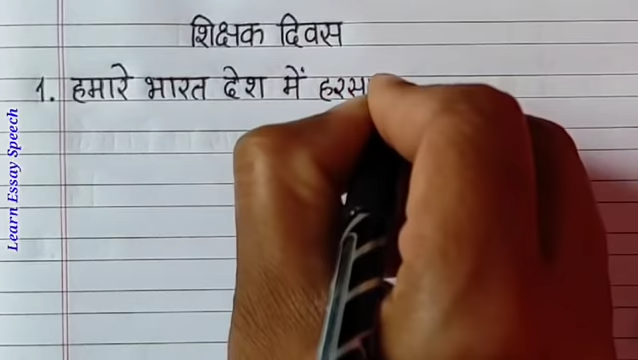 शिक्षक दिवस
1. हमारे भारत देश में हरस
Learn Essay Speech